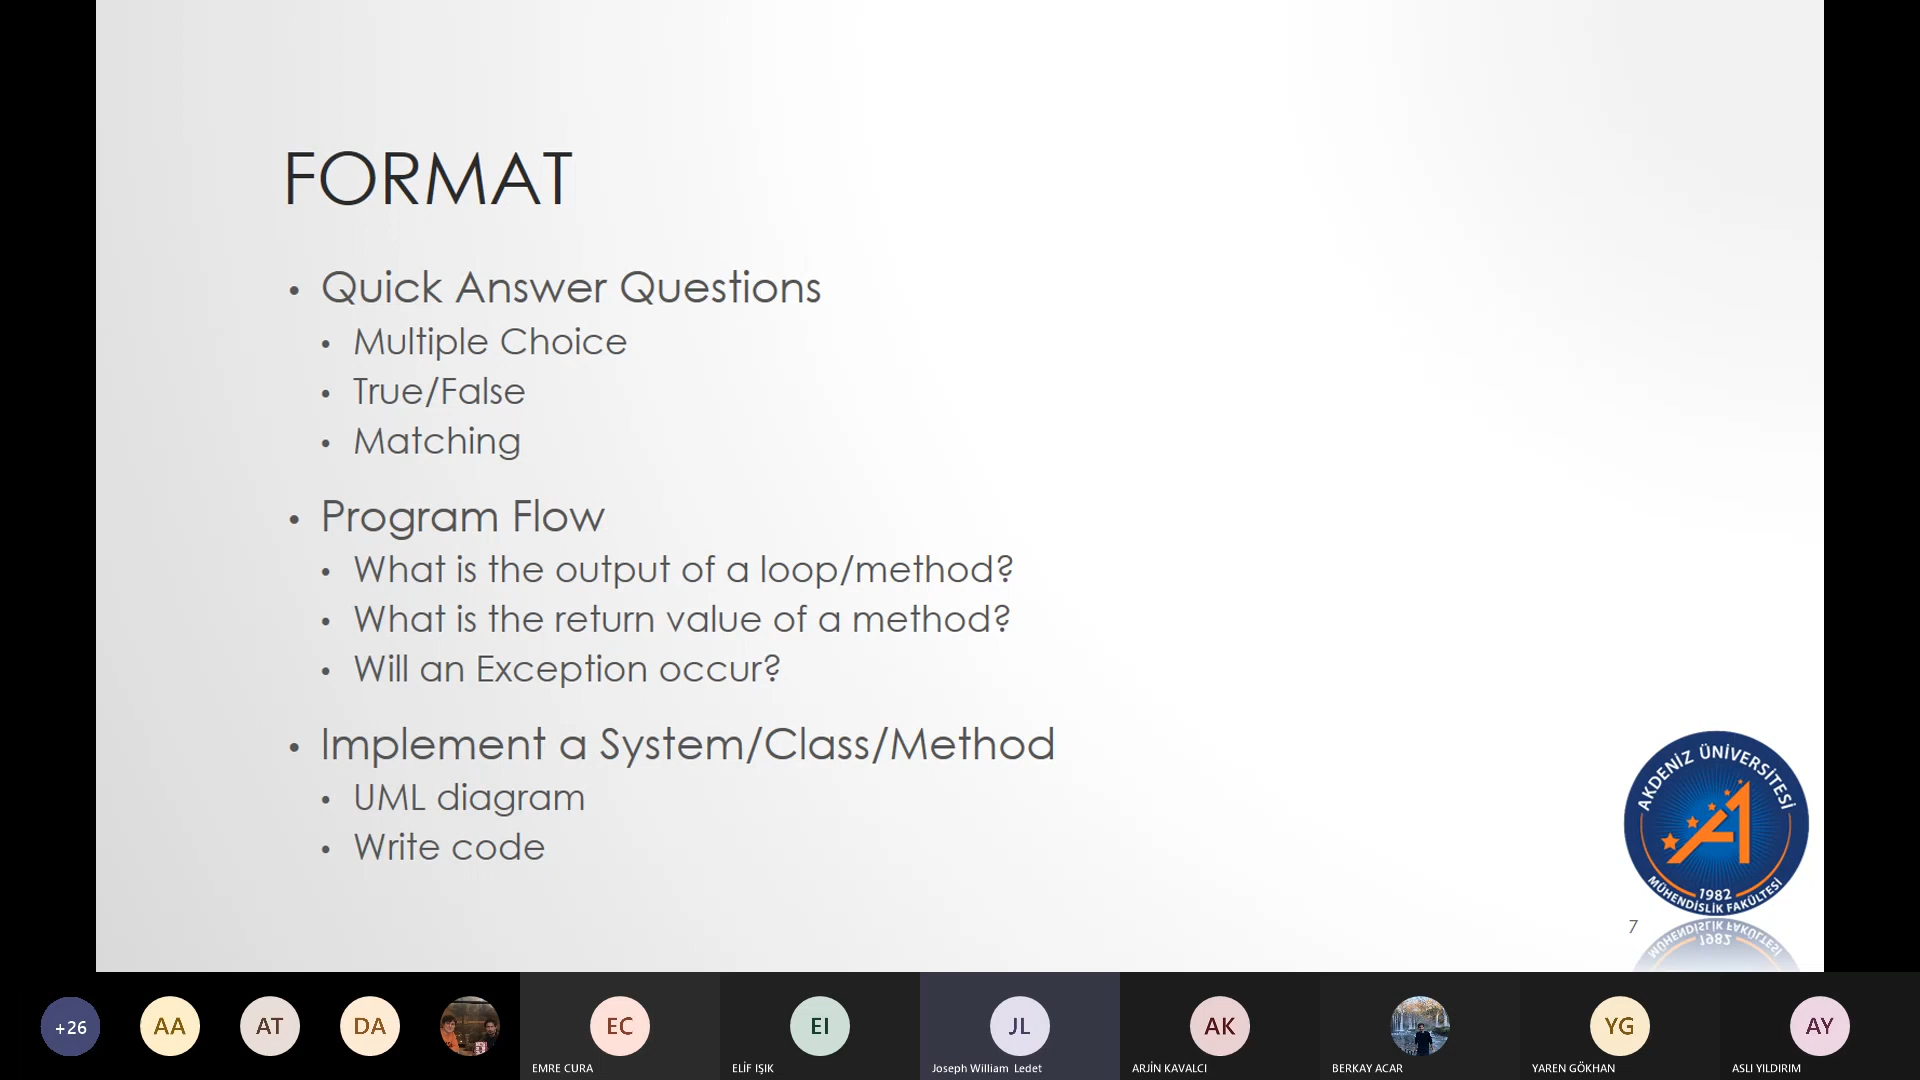 FORMAT
• Quick Answer Questions
• Multiple Choice
• True/False
• Matching
• Program Flow
• What is the output of a loop/method?
• What is the return value of a method?
• Will an Exception occur?
• Implement a System/Class/Method
• UML diagram
• Write code
AKDENİZ ÜNİVERSİTESİ
1982
MÜHENDİSLİK FAKÜLTESİ
7
+26
AA
AT
DA
EC
EI
JL
AK
YG
AY
EMRE CURA
ELİF IŞIK
Joseph William Ledet
ARJİN KAVALCI
BERKAY ACAR
YAREN GÖKHAN
ASLI YILDIRIM